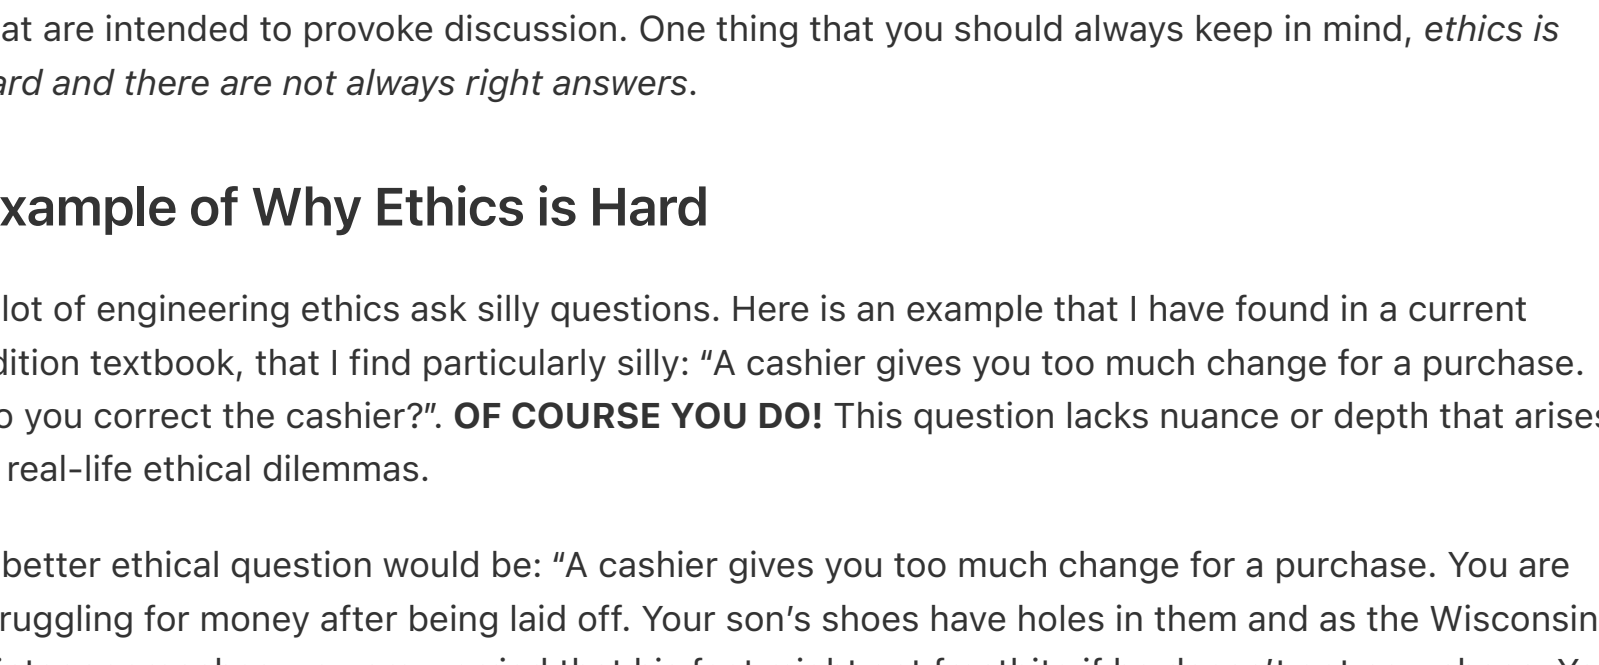 at are intended to provoke discussion. One thing that you should always keep in mind, ethics is
ard and there are not always right answers.
xample of Why Ethics is Hard
lot of engineering ethics ask silly questions. Here is an example that I have found in a current
dition textbook, that I find particularly silly: “A cashier gives you too much change for a purchase.
o you correct the cashier?”. OF COURSE YOU DO! This question lacks nuance or depth that arises
real-life ethical dilemmas.
better ethical question would be: “A cashier gives you too much change for a purchase. You are
ruggling for money after being laid off. Your son’s shoes have holes in them and as the Wisconsin